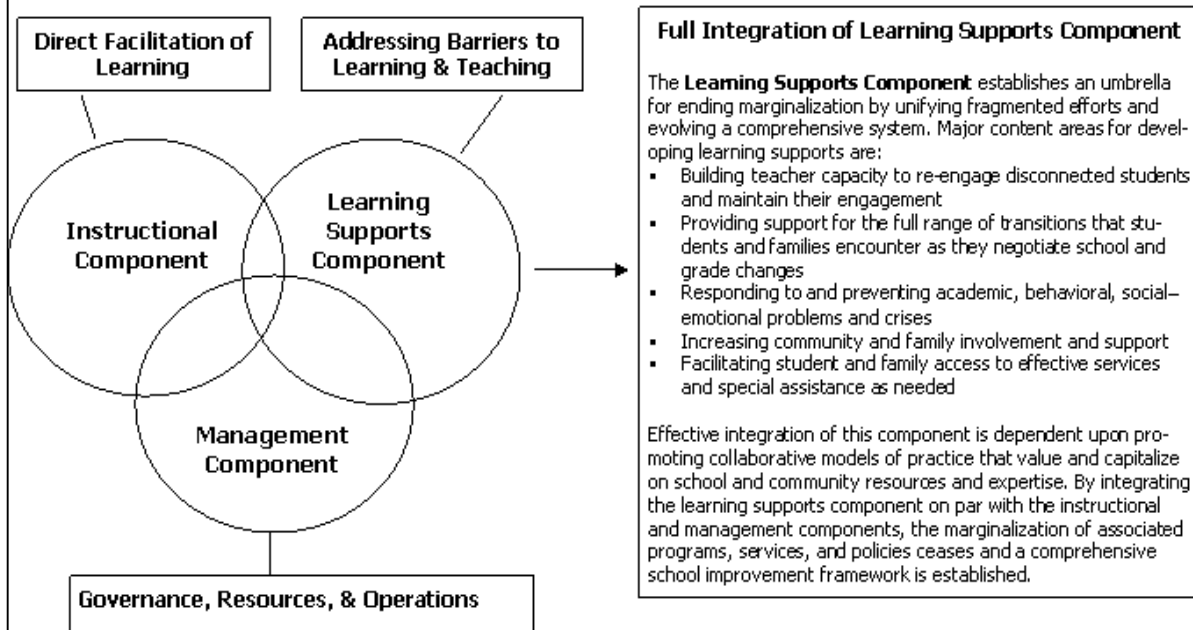 Direct Facilitation of
Learning
Addressing Barriers to
Learning & Teaching
Instructional
Component
Learning
Supports
Component
Management
Component
Governance, Resources, & Operations
Full Integration of Learning Supports Component
The Learning Supports Component establishes an umbrella
for ending marginalization by unifying fragmented efforts and
evolving a comprehensive system. Major content areas for devel-
oping learning supports are:
▪ Building teacher capacity to re-engage disconnected students
and maintain their engagement
▪ Providing support for the full range of transitions that stu-
dents and families encounter as they negotiate school and
grade changes
▪ Responding to and preventing academic, behavioral, social–
emotional problems and crises
▪ Increasing community and family involvement and support
▪ Facilitating student and family access to effective services
and special assistance as needed
Effective integration of this component is dependent upon pro-
moting collaborative models of practice that value and capitalize
on school and community resources and expertise. By integrating
the learning supports component on par with the instructional
and management components, the marginalization of associated
programs, services, and policies ceases and a comprehensive
school improvement framework is established.